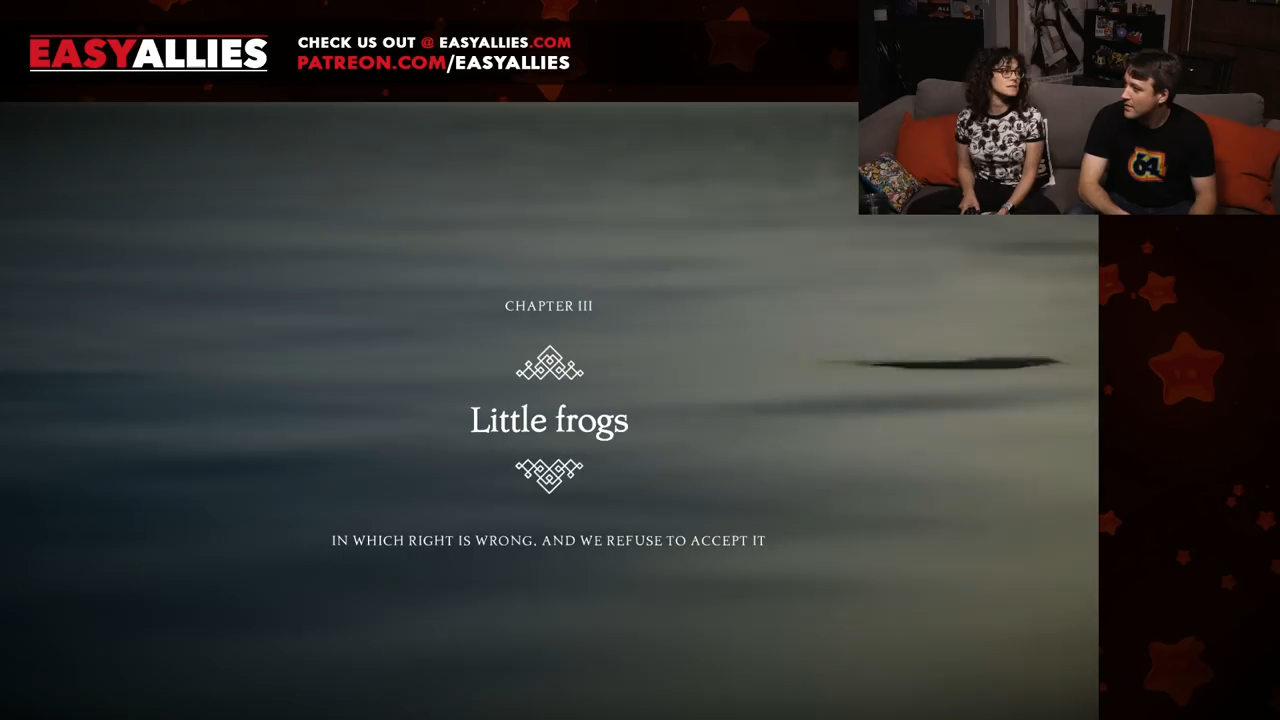 EASYALLIES
CHECK US OUT @ EASYALLIES.COM
PATREON.COM/EASYALLIES
64
CHAPTER III
Little frogs
IN WHICH RIGHT IS WRONG, AND WE REFUSE TO ACCEPT IT